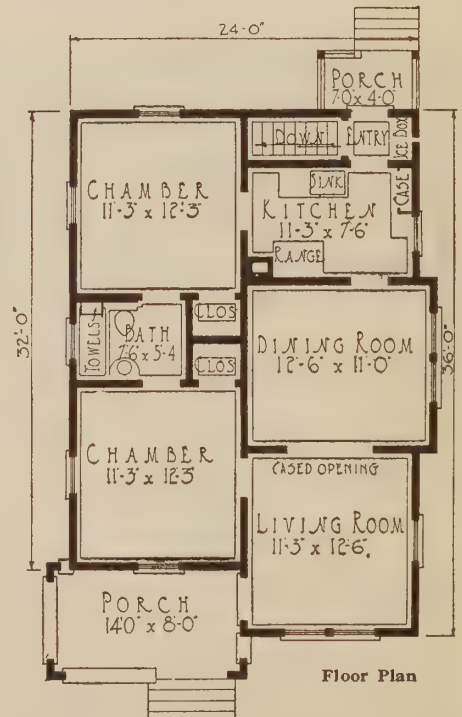 24'-0"
PORCH
7'-0 x 4'-0
DOWN
ENTRY
ICE BOX
CASE
CHAMBER
11'-3" x 12'-3"
SINK
KITCHEN
11'-3" x 7'-6"
RANGE
32'-0"
36'-0"
CLOS
TOWELS
BATH
7'-6" x 5'-4
CLOS
DINING ROOM
12'-6" x 11'-0"
CHAMBER
11'-3" x 12'-3"
CASED OPENING
LIVING ROOM
11'-3" x 12'-6"
PORCH
14'0" x 8'-0"
Floor Plan